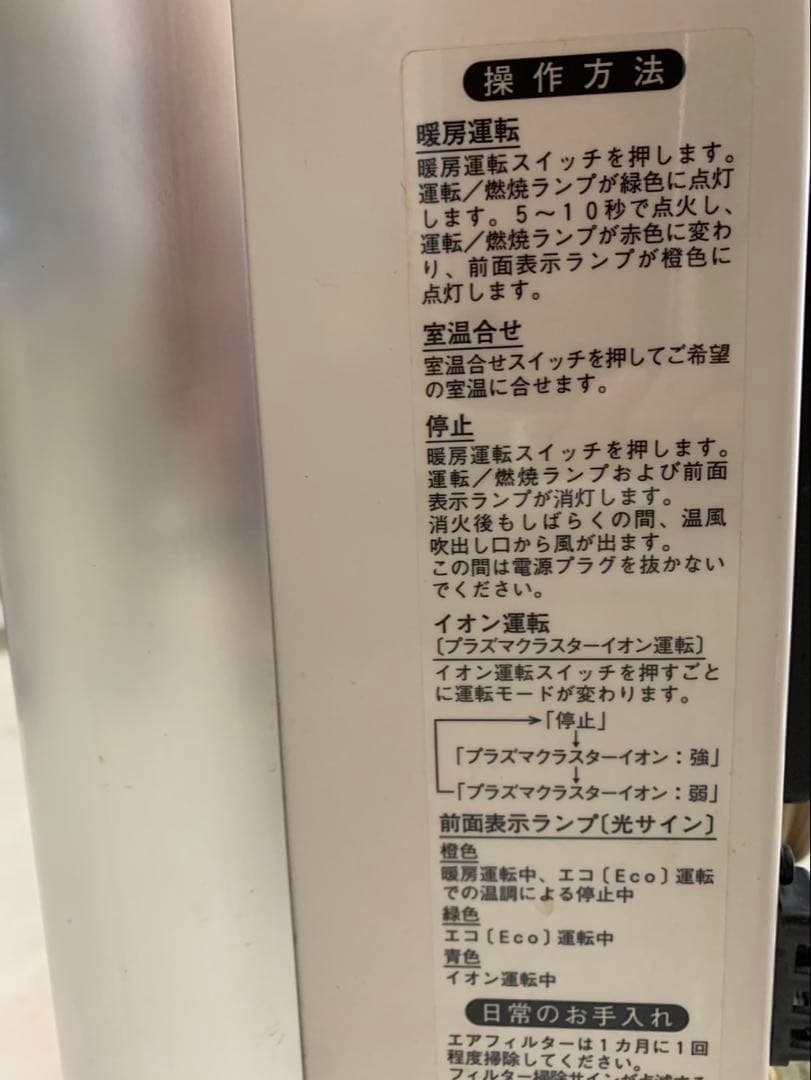 操作方法
暖房運転
暖房運転スイッチを押します。
運転／燃焼ランプが緑色に点灯
します。５～１０秒で点火し、
運転／燃焼ランプが赤色に変わ
り、前面表示ランプが橙色に
点灯します。
室温合せ
室温合せスイッチを押してご希望
の室温に合せます。
停止
暖房運転スイッチを押します。
運転／燃焼ランプおよび前面
表示ランプが消灯します。
消火後もしばらくの間、温風
吹出し口から風が出ます。
この間は電源プラグを抜かない
でください。
イオン運転
〔プラズマクラスターイオン運転〕
イオン運転スイッチを押すごと
に運転モードが変わります。
「停止」
「プラズマクラスターイオン：強」
「プラズマクラスターイオン：弱」
前面表示ランプ〔光サイン〕
橙色
暖房運転中、エコ〔Ｅｃｏ〕運転
での温調による停止中
緑色
エコ〔Ｅｃｏ〕運転中
青色
イオン運転中
日常のお手入れ
エアフィルターは１カ月に１回
程度掃除してください。
フィルター掃除サインが点滅する